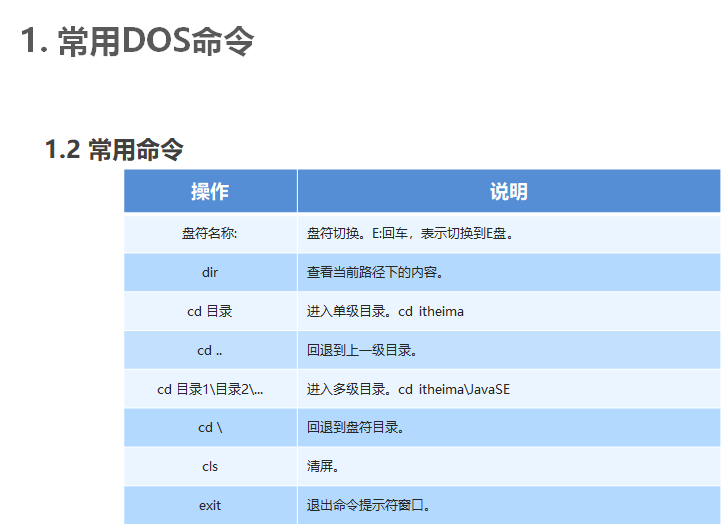 1. 常用DOS命令
1.2 常用命令
操作 说明
盘符名称: 盘符切换。E:回车，表示切换到E盘。
dir 查看当前路径下的内容。
cd 目录 进入单级目录。cd itheima
cd .. 回退到上一级目录。
cd 目录1\目录2\... 进入多级目录。cd itheima\JavaSE
cd \ 回退到盘符目录。
cls 清屏。
exit 退出命令提示符窗口。